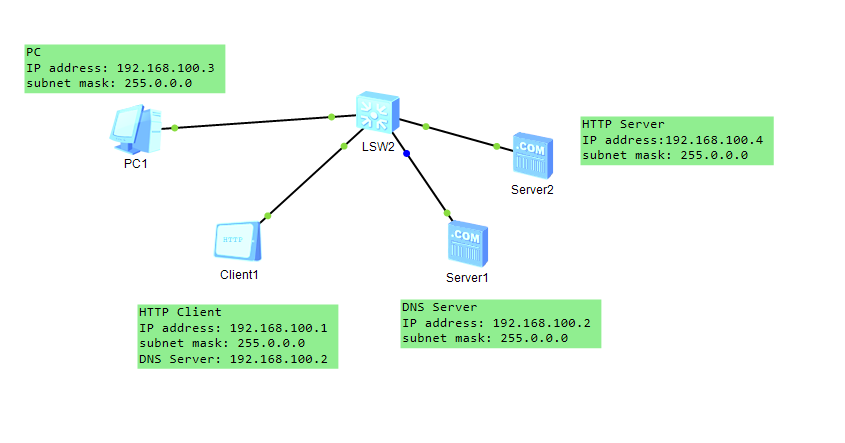 PC
IP address: 192.168.100.3
subnet mask: 255.0.0.0
PC1
LSW2
HTTP Server
IP address:192.168.100.4
subnet mask: 255.0.0.0
.COM
Server2
HTTP
Client1
.COM
Server1
HTTP Client
IP address: 192.168.100.1
subnet mask: 255.0.0.0
DNS Server: 192.168.100.2
DNS Server
IP address: 192.168.100.2
subnet mask: 255.0.0.0